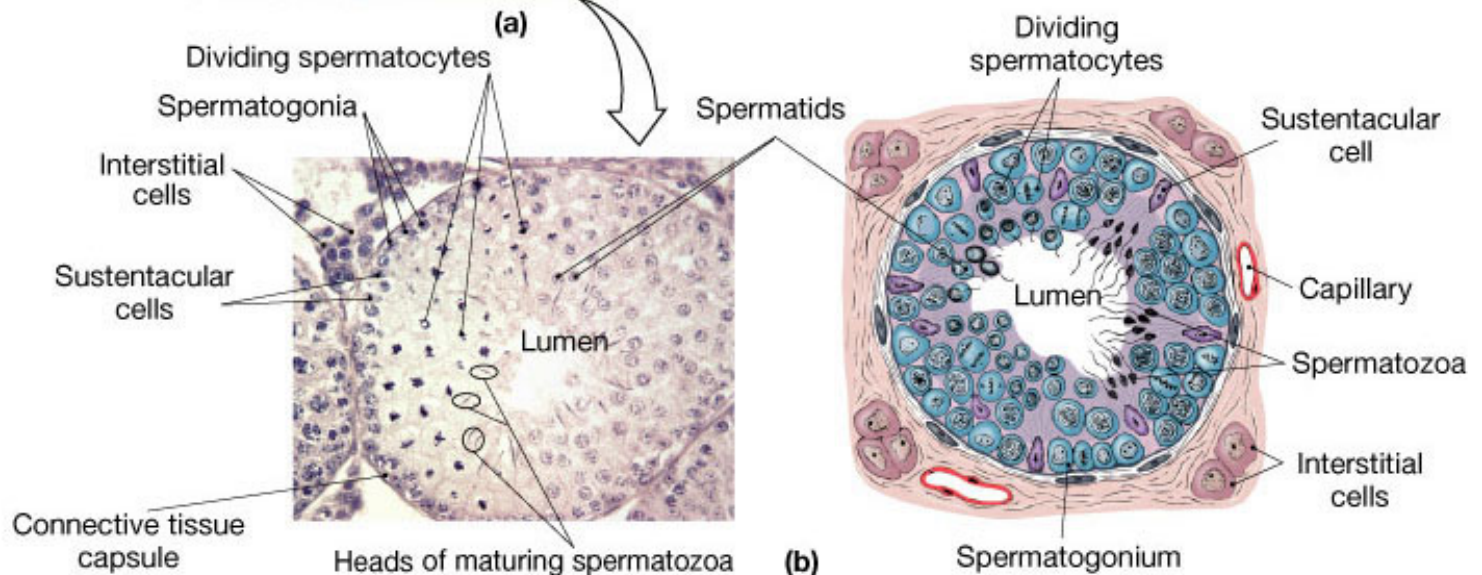 (a)
Dividing spermatocytes
Spermatogonia
Interstitial
cells
Sustentacular
cells
Connective tissue
capsule
Heads of maturing spermatozoa
Lumen
Spermatids
Dividing
spermatocytes
Sustentacular
cell
Lumen
Capillary
Spermatozoa
Interstitial
cells
Spermatogonium
(b)